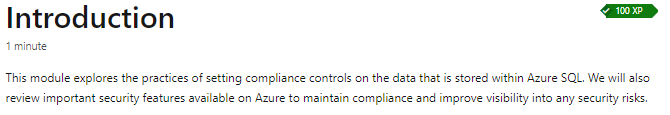 Introduction
100 XP
1 minute
This module explores the practices of setting compliance controls on the data that is stored within Azure SQL. We will also
review important security features available on Azure to maintain compliance and improve visibility into any security risks.